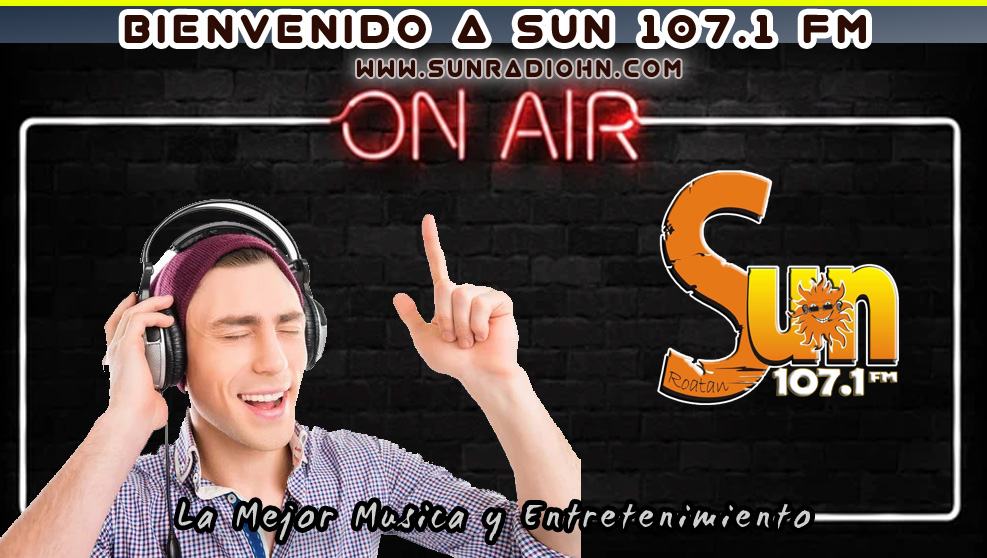 BIENVENIDO A SUN 107.1 FM
WWW.SUNRADIOHN.COM
ON AIR
Sun
Roatan
107.1 FM
La Mejor Musica y Entretenimiento